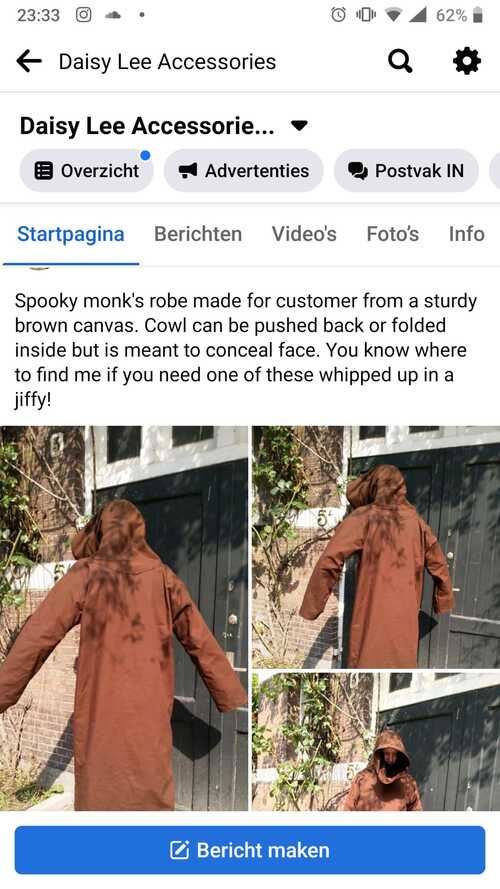 23:33
62%
Daisy Lee Accessories
Daisy Lee Accessorie...
Overzicht
Advertenties
Postvak IN
Startpagina
Berichten
Video's
Foto's
Info
Spooky monk's robe made for customer from a sturdy
brown canvas. Cowl can be pushed back or folded
inside but is meant to conceal face. You know where
to find me if you need one of these whipped up in a
jiffy!
5
5
Bericht maken